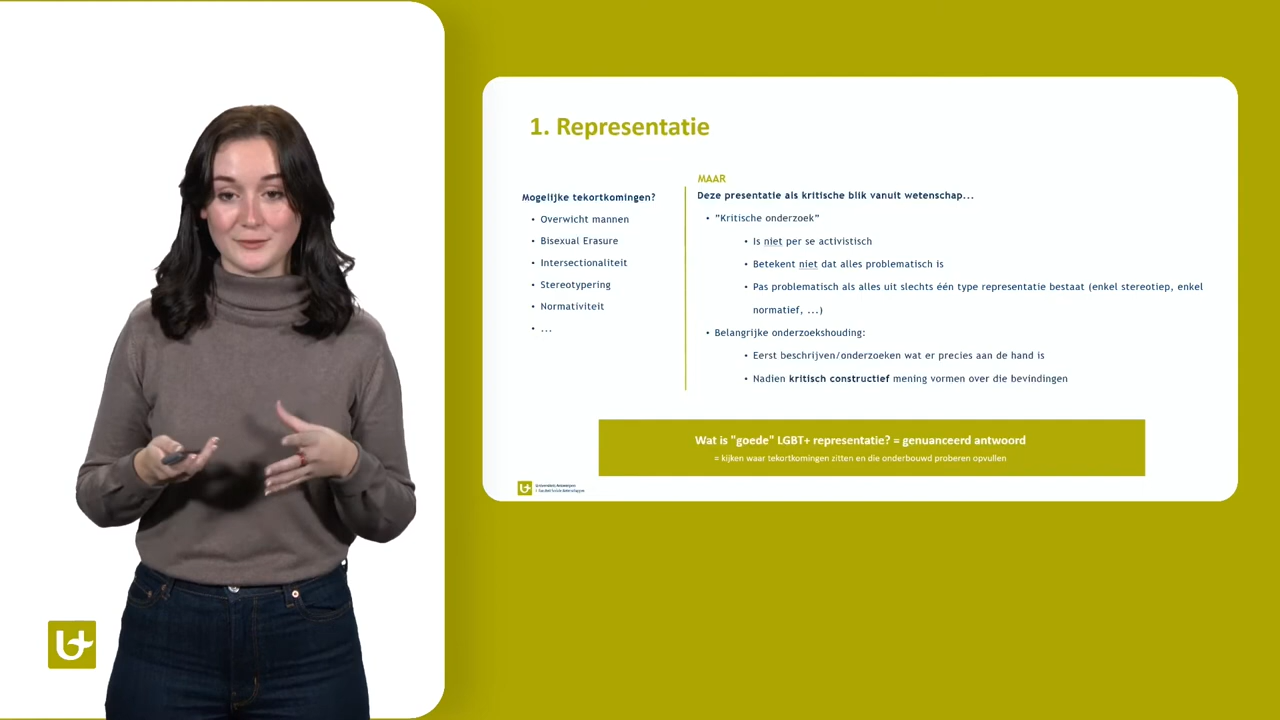 1. Representatie
Mogelijke tekortkomingen?
• Overwicht mannen
• Bisexual Erasure
• Intersectionaliteit
• Stereotypering
• Normativiteit
• ...
MAAR
Deze presentatie als kritische blik vanuit wetenschap...
• ”Kritische onderzoek”
• Is niet per se activistisch
• Betekent niet dat alles problematisch is
• Pas problematisch als alles uit slechts één type representatie bestaat (enkel stereotiep, enkel
normatief, ...)
• Belangrijke onderzoekshouding:
• Eerst beschrijven/onderzoeken wat er precies aan de hand is
• Nadien kritisch constructief mening vormen over die bevindingen
Wat is "goede" LGBT+ representatie? = genuanceerd antwoord
= kijken waar tekortkomingen zitten en die onderbouwd proberen opvullen
Universiteit Antwerpen